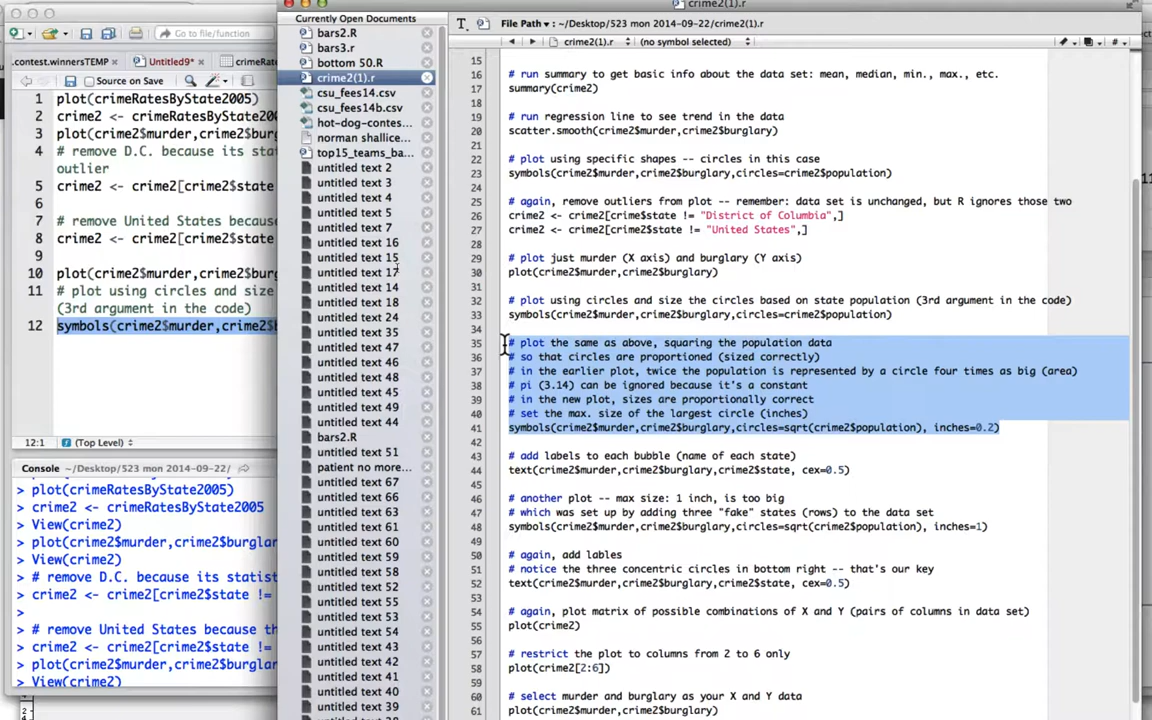 crime2(1).r
Currently Open Documents
File Path ▾ : ~/Desktop/523 mon 2014-09-22/crime2(1).r
crime2(1).r
(no symbol selected)
#
Go to file/function
.contest.winnersTEMP
Untitled9*
crimeRat
Source on Save
1 plot(crimeRatesByState2005)
2 crime2 <- crimeRatesByState2005
3 plot(crime2$murder,crime2$burg
4 # remove D.C. because its stat
outlier
5 crime2 <- crime2[crime2$state
6
7 # remove United States because
8 crime2 <- crime2[crime2$state
9
10 plot(crime2$murder,crime2$burg
11 # plot using circles and size
(3rd argument in the code)
12 symbols(crime2$murder,crime2$b
12:1
(Top Level)
Console ~/Desktop/523 mon 2014-09-22/
> plot(crimeRatesByState2005)
> crime2 <- crimeRatesByState2005
> View(crime2)
> plot(crime2$murder,crime2$burglar
> View(crime2)
> # remove D.C. because its statist
> crime2 <- crime2[crime2$state !=
>
> # remove United States because th
> crime2 <- crime2[crime2$state !=
> plot(crime2$murder,crime2$burglar
> View(crime2)
bars2.R
bars3.r
bottom 50.R
crime2(1).r
csu_fees14.csv
csu_fees14b.csv
hot-dog-contes...
norman shallice...
top15_teams_ba...
untitled text 2
untitled text 3
untitled text 4
untitled text 5
untitled text 7
untitled text 16
untitled text 15
untitled text 17
untitled text 14
untitled text 18
untitled text 24
untitled text 35
untitled text 47
untitled text 46
untitled text 48
untitled text 45
untitled text 49
untitled text 44
bars2.R
untitled text 51
patient no more...
untitled text 67
untitled text 66
untitled text 63
untitled text 61
untitled text 60
untitled text 59
untitled text 58
untitled text 52
untitled text 55
untitled text 53
untitled text 54
untitled text 43
untitled text 42
untitled text 41
untitled text 40
untitled text 39
15
16 # run summary to get basic info about the data set: mean, median, min., max., etc.
17 summary(crime2)
18
19 # run regression line to see trend in the data
20 scatter.smooth(crime2$murder,crime2$burglary)
21
22 # plot using specific shapes -- circles in this case
23 symbols(crime2$murder,crime2$burglary,circles=crime2$population)
24
25 # again, remove outliers from plot -- remember: data set is unchanged, but R ignores those two
26 crime2 <- crime2[crime$state != "District of Columbia",]
27 crime2 <- crime2[crime2$state != "United States",]
28
29 # plot just murder (X axis) and burglary (Y axis)
30 plot(crime2$murder,crime2$burglary)
31
32 # plot using circles and size the circles based on state population (3rd argument in the code)
33 symbols(crime2$murder,crime2$burglary,circles=crime2$population)
34
35 # plot the same as above, squaring the population data
36 # so that circles are proportioned (sized correctly)
37 # in the earlier plot, twice the population is represented by a circle four times as big (area)
38 # pi (3.14) can be ignored because it's a constant
39 # in the new plot, sizes are proportionally correct
40 # set the max. size of the largest circle (inches)
41 symbols(crime2$murder,crime2$burglary,circles=sqrt(crime2$population), inches=0.2)
42
43 # add labels to each bubble (name of each state)
44 text(crime2$murder,crime2$burglary,crime2$state, cex=0.5)
45
46 # another plot -- max size: 1 inch, is too big
47 # which was set up by adding three "fake" states (rows) to the data set
48 symbols(crime2$murder,crime2$burglary,circles=sqrt(crime2$population), inches=1)
49
50 # again, add lables
51 # notice the three concentric circles in bottom right -- that's our key
52 text(crime2$murder,crime2$burglary,crime2$state, cex=0.5)
53
54 # again, plot matrix of possible combinations of X and Y (pairs of columns in data set)
55 plot(crime2)
56
57 # restrict the plot to columns from 2 to 6 only
58 plot(crime2[2:6])
59
60 # select murder and burglary as your X and Y data
61 plot(crime2$murder,crime2$burglary)